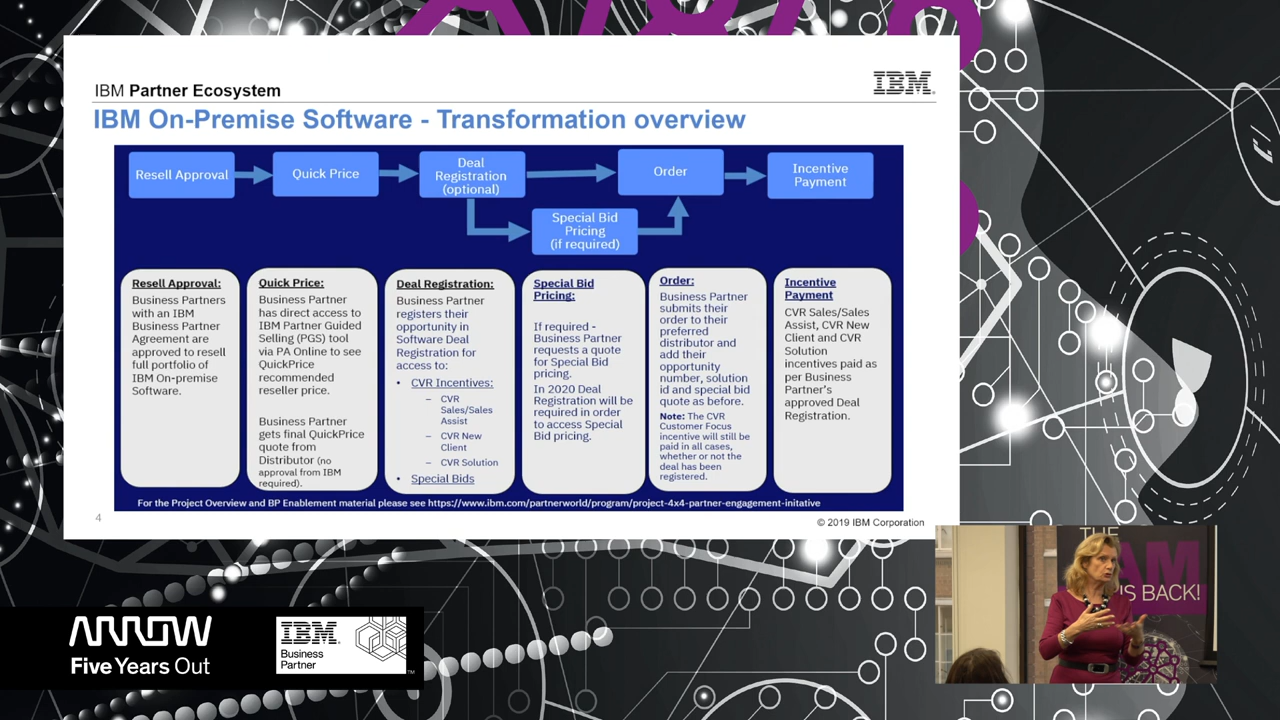 IBM Partner Ecosystem
IBM
IBM On-Premise Software - Transformation overview
Resell Approval
Quick Price
Deal
Registration
(optional)
Order
Incentive
Payment
Special Bid
Pricing
(if required)
Resell Approval:
Business Partners
with an IBM
Business Partner
Agreement are
approved to resell
full portfolio of
IBM On-premise
Software.
Quick Price:
Business Partner
has direct access to
IBM Partner Guided
Selling (PGS) tool
via PA Online to see
QuickPrice
recommended
reseller price.
Business Partner
gets final QuickPrice
quote from
Distributor (no
approval from IBM
required).
Deal Registration:
Business Partner
registers their
opportunity in
Software Deal
Registration for
access to:
• CVR Incentives:
– CVR
Sales/Sales
Assist
– CVR New
Client
– CVR Solution
• Special Bids
Special Bid
Pricing:
If required -
Business Partner
requests a quote
for Special Bid
pricing.
In 2020 Deal
Registration will be
required in order
to access Special
Bid pricing.
Order:
Business Partner
submits their
order to their
preferred
distributor and
add their
opportunity
number, solution
id and special bid
quote as before.
Note: The CVR
Customer Focus
incentive will still be
paid in all cases,
whether or not the
deal has been
registered.
Incentive
Payment
CVR Sales/Sales
Assist, CVR New
Client and CVR
Solution
incentives paid as
per Business
Partner's
approved Deal
Registration.
For the Project Overview and BP Enablement material please see https://www.ibm.com/partnerworld/program/project-4x4-partner-engagement-initative
4
© 2019 IBM Corporation
THE
AM
IS BACK!
ARROW
Five Years Out
IBM
Business
Partner
TM